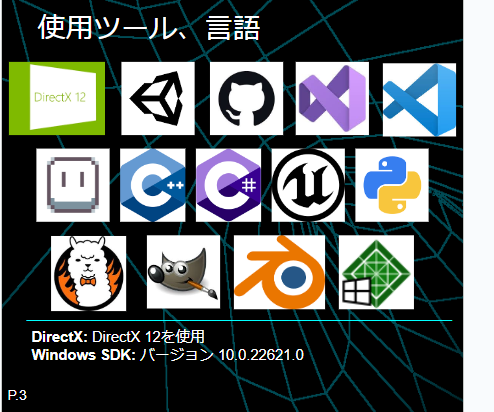 使用ツール、言語
DirectX 12
C++
C#
DirectX: DirectX 12を使用
Windows SDK: バージョン 10.0.22621.0
P.3